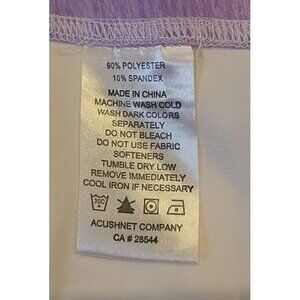 90% POLYESTER
10% SPANDEX
MADE IN CHINA
MACHINE WASH COLD
WASH DARK COLORS
SEPARATELY
DO NOT BLEACH
DO NOT USE FABRIC
SOFTENERS
TUMBLE DRY LOW
REMOVE IMMEDIATELY
COOL IRON IF NECESSARY
30C
ACUSHNET COMPANY
CA # 28544